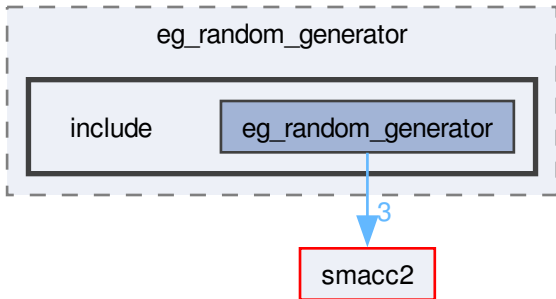 eg_random_generator
include
eg_random_generator
3
smacc2